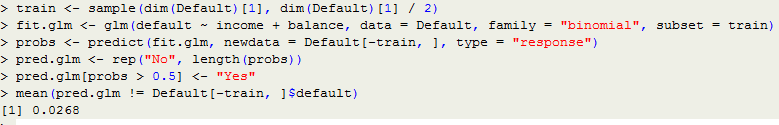 > train <- sample(dim(Default)[1], dim(Default)[1] / 2)
> fit.glm <- glm(default ~ income + balance, data = Default, family = "binomial", subset = train)
> probs <- predict(fit.glm, newdata = Default[-train, ], type = "response")
> pred.glm <- rep("No", length(probs))
> pred.glm[probs > 0.5] <- "Yes"
> mean(pred.glm != Default[-train, ]$default)
[1] 0.0268